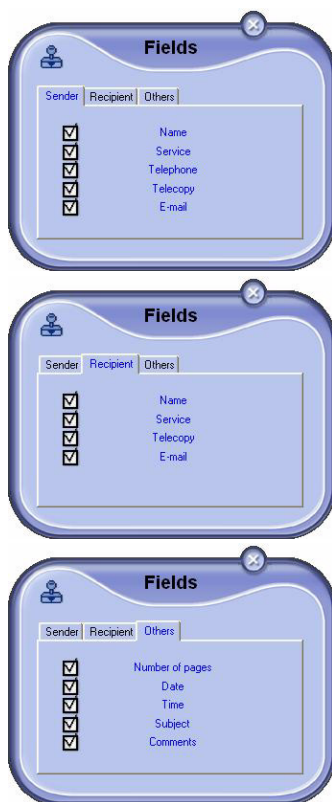 Fields
Sender Recipient Others
Name
Service
Telephone
Telecopy
E-mail
Fields
Sender Recipient Others
Name
Service
Telecopy
E-mail
Fields
Sender Recipient Others
Number of pages
Date
Time
Subject
Comments